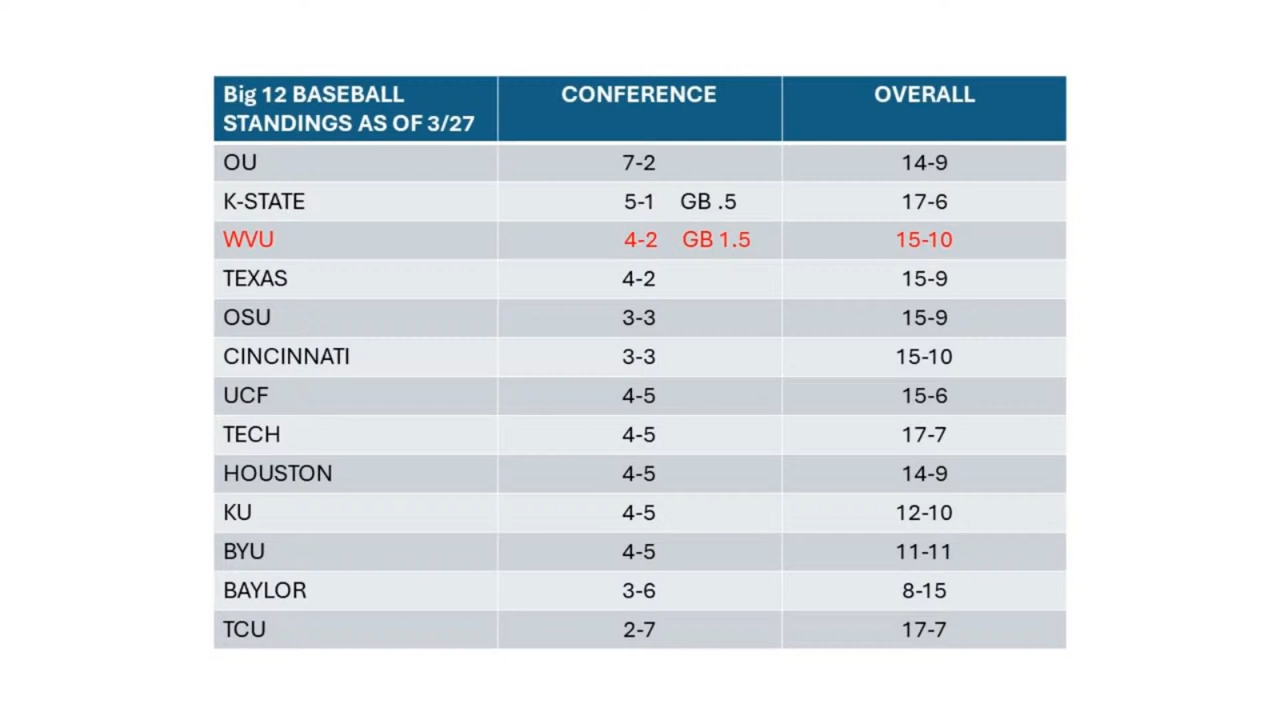 Big 12 BASEBALL STANDINGS AS OF 3/27 CONFERENCE OVERALL
OU 7-2 14-9
K-STATE 5-1 GB .5 17-6
WVU 4-2 GB 1.5 15-10
TEXAS 4-2 15-9
OSU 3-3 15-9
CINCINNATI 3-3 15-10
UCF 4-5 15-6
TECH 4-5 17-7
HOUSTON 4-5 14-9
KU 4-5 12-10
BYU 4-5 11-11
BAYLOR 3-6 8-15
TCU 2-7 17-7